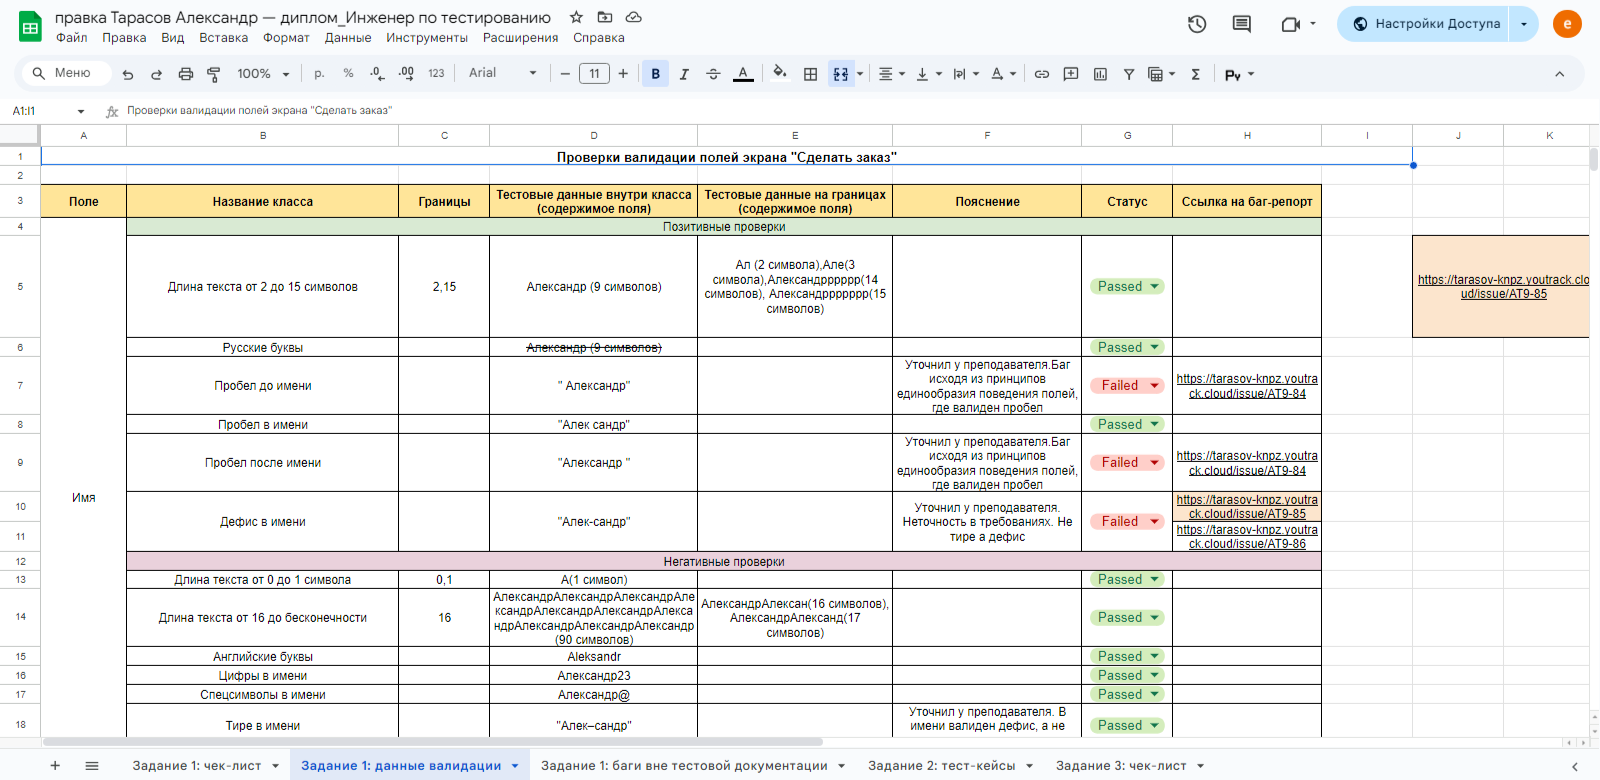 правка Тарасов Александр — диплом_Инженер по тестированию
Файл Правка Вид Вставка Формат Данные Инструменты Расширения Справка
Настройки Доступа
e
Меню 100% р. % .0 .00 123 Arial 11 B I A Σ Pγ
A1:I1 fx Проверки валидации полей экрана "Сделать заказ"
A B C D E F G H I J K
1 Проверки валидации полей экрана "Сделать заказ"
2
3 Поле Название класса Границы Тестовые данные внутри класса (содержимое поля) Тестовые данные на границах (содержимое поля) Пояснение Статус Ссылка на баг-репорт
4 Позитивные проверки
5 Длина текста от 2 до 15 символов 2,15 Александр (9 символов) Ал (2 символа),Але(3 символа),Александрррррр(14 символов), Александррррррр(15 символов) Passed https://tarasov-knpz.youtrack.cloud/issue/AT9-85
6 Русские буквы Александр (9 символов) Passed
7 Пробел до имени " Александр" Уточнил у преподавателя.Баг исходя из принципов единообразия поведения полей, где валиден пробел Failed https://tarasov-knpz.youtrack.cloud/issue/AT9-84
8 Пробел в имени "Алек сандр" Passed
9 Имя Пробел после имени "Александр " Уточнил у преподавателя.Баг исходя из принципов единообразия поведения полей, где валиден пробел Failed https://tarasov-knpz.youtrack.cloud/issue/AT9-84
10 Дефис в имени "Алек-сандр" Уточнил у преподавателя. Неточность в требованиях. Не тире а дефис Failed https://tarasov-knpz.youtrack.cloud/issue/AT9-85
11 https://tarasov-knpz.youtrack.cloud/issue/AT9-86
12 Негативные проверки
13 Длина текста от 0 до 1 символа 0,1 А(1 символ) Passed
14 Длина текста от 16 до бесконечности 16 АлександрАлександрАлександрАлександрАлександрАлександрАлександрАлександрАлександрАлександр (90 символов) АлександрАлексан(16 символов), АлександрАлександ(17 символов) Passed
15 Английские буквы Aleksandr Passed
16 Цифры в имени Александр23 Passed
17 Спецсимволы в имени Александр@ Passed
18 Тире в имени "Алек–сандр" Уточнил у преподавателя. В имени валиден дефис, а не Passed
Задание 1: чек-лист Задание 1: данные валидации Задание 1: баги вне тестовой документации Задание 2: тест-кейсы Задание 3: чек-лист